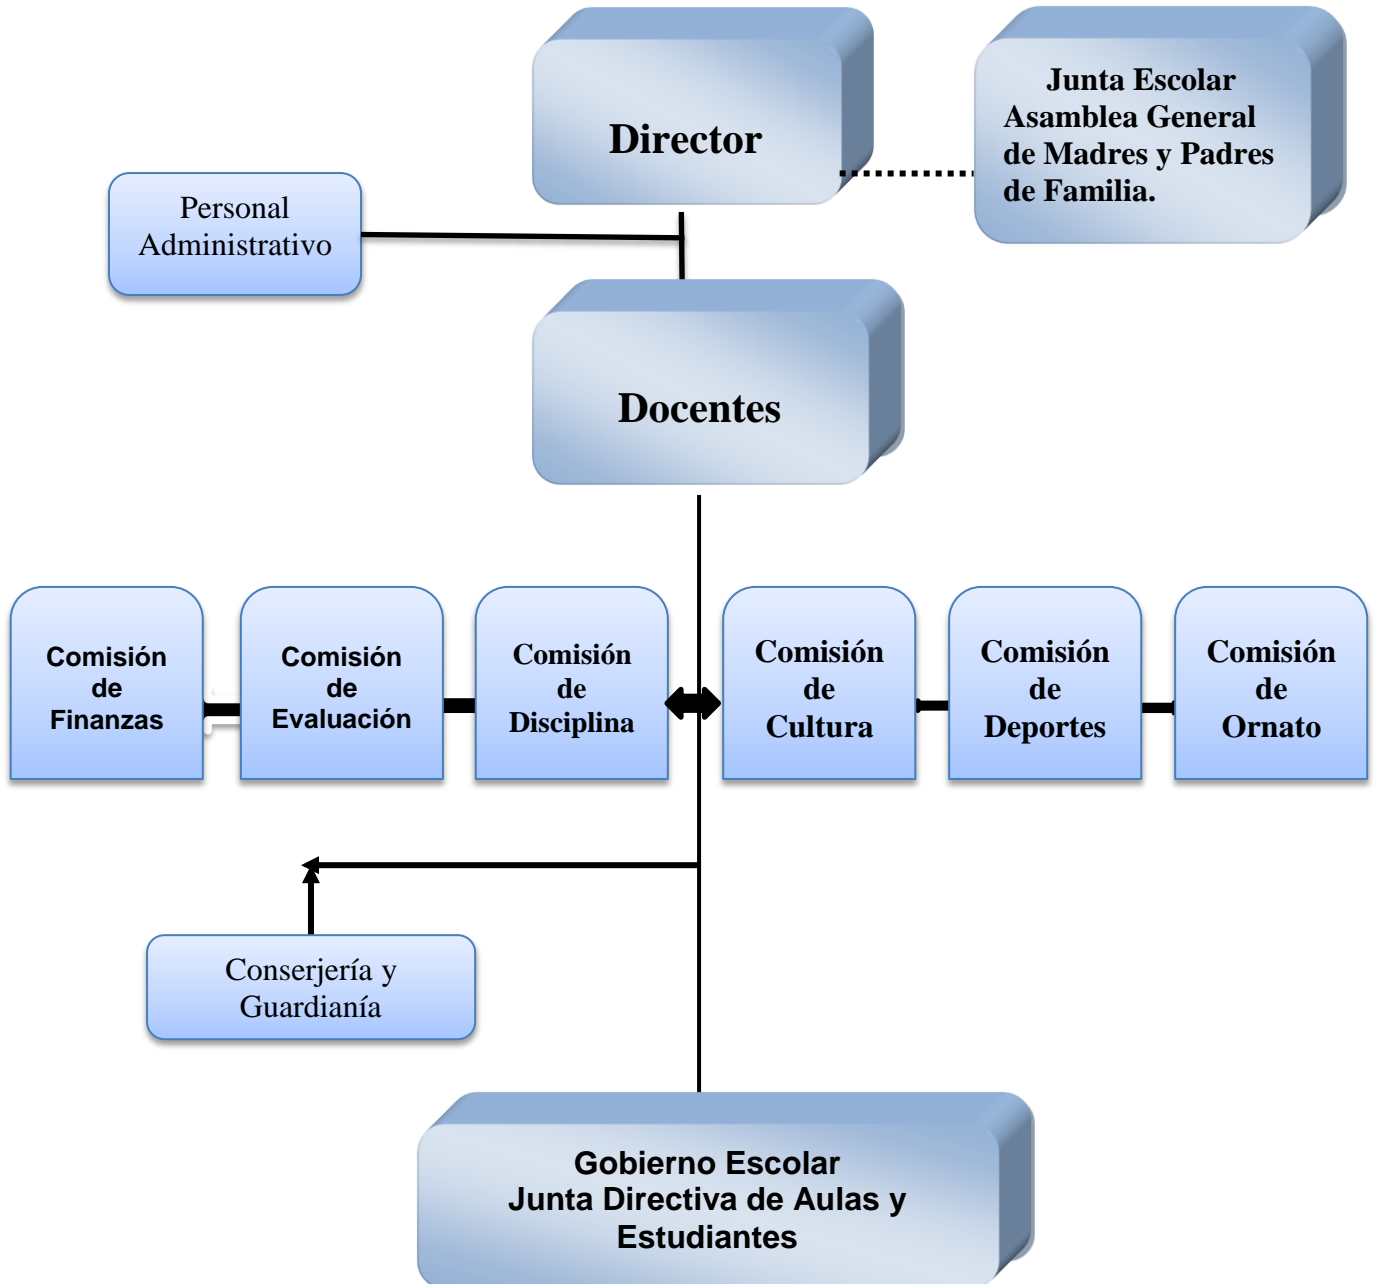 Director
Junta Escolar
Asamblea General
de Madres y Padres
de Familia.
Personal
Administrativo
Docentes
Comisión
de
Finanzas
Comisión
de
Evaluación
Comisión
de
Disciplina
Comisión
de
Cultura
Comisión
de
Deportes
Comisión
de
Ornato
Conserjería y
Guardianía
Gobierno Escolar
Junta Directiva de Aulas y
Estudiantes